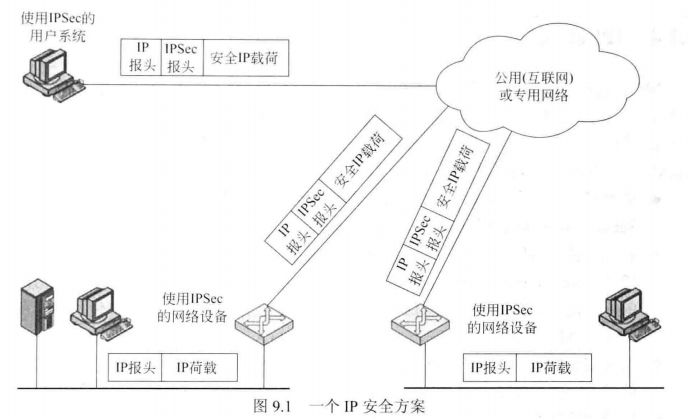 使用IPSec的
用户系统
IP
报头
IPSec
报头
安全IP载荷
公用(互联网)
或专用网络
IP
报头
IPSec
报头
安全IP载荷
IP
报头
IPSec
报头
安全IP载荷
使用IPSec
的网络设备
使用IPSec
的网络设备
IP报头 IP荷载
IP报头 IP荷载
图 9.1 一个 IP 安全方案